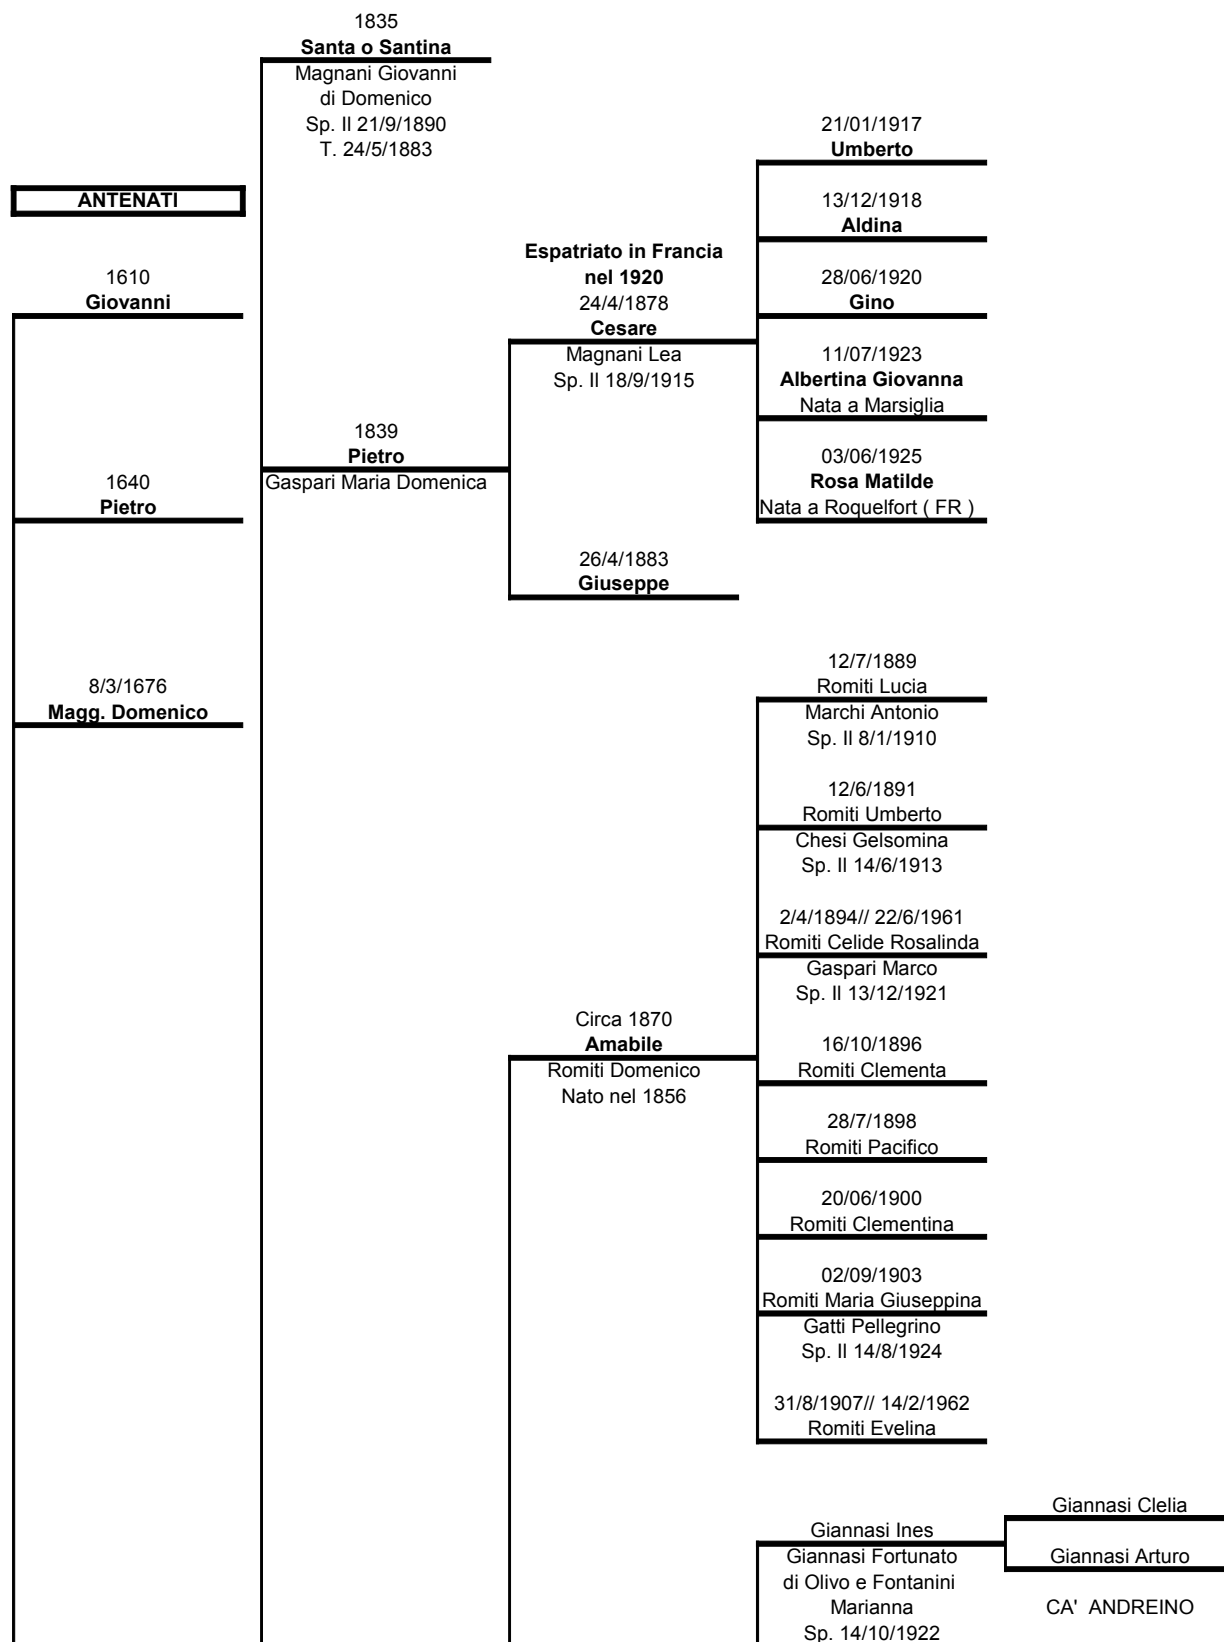 ANTENATI
1610
Giovanni
1640
Pietro
8/3/1676
Magg. Domenico
1835
Santa o Santina
Magnani Giovanni
di Domenico
Sp. Il 21/9/1890
T. 24/5/1883
1839
Pietro
Gaspari Maria Domenica
Espatriato in Francia
nel 1920
24/4/1878
Cesare
Magnani Lea
Sp. Il 18/9/1915
21/01/1917
Umberto
13/12/1918
Aldina
28/06/1920
Gino
11/07/1923
Albertina Giovanna
Nata a Marsiglia
03/06/1925
Rosa Matilde
Nata a Roquelfort ( FR )
26/4/1883
Giuseppe
Circa 1870
Amabile
Romiti Domenico
Nato nel 1856
12/7/1889
Romiti Lucia
Marchi Antonio
Sp. Il 8/1/1910
12/6/1891
Romiti Umberto
Chesi Gelsomina
Sp. Il 14/6/1913
2/4/1894// 22/6/1961
Romiti Celide Rosalinda
Gaspari Marco
Sp. Il 13/12/1921
16/10/1896
Romiti Clementa
28/7/1898
Romiti Pacifico
20/06/1900
Romiti Clementina
02/09/1903
Romiti Maria Giuseppina
Gatti Pellegrino
Sp. Il 14/8/1924
31/8/1907// 14/2/1962
Romiti Evelina
Giannasi Ines
Giannasi Fortunato
di Olivo e Fontanini
Marianna
Sp. 14/10/1922
Giannasi Clelia
Giannasi Arturo
CA' ANDREINO